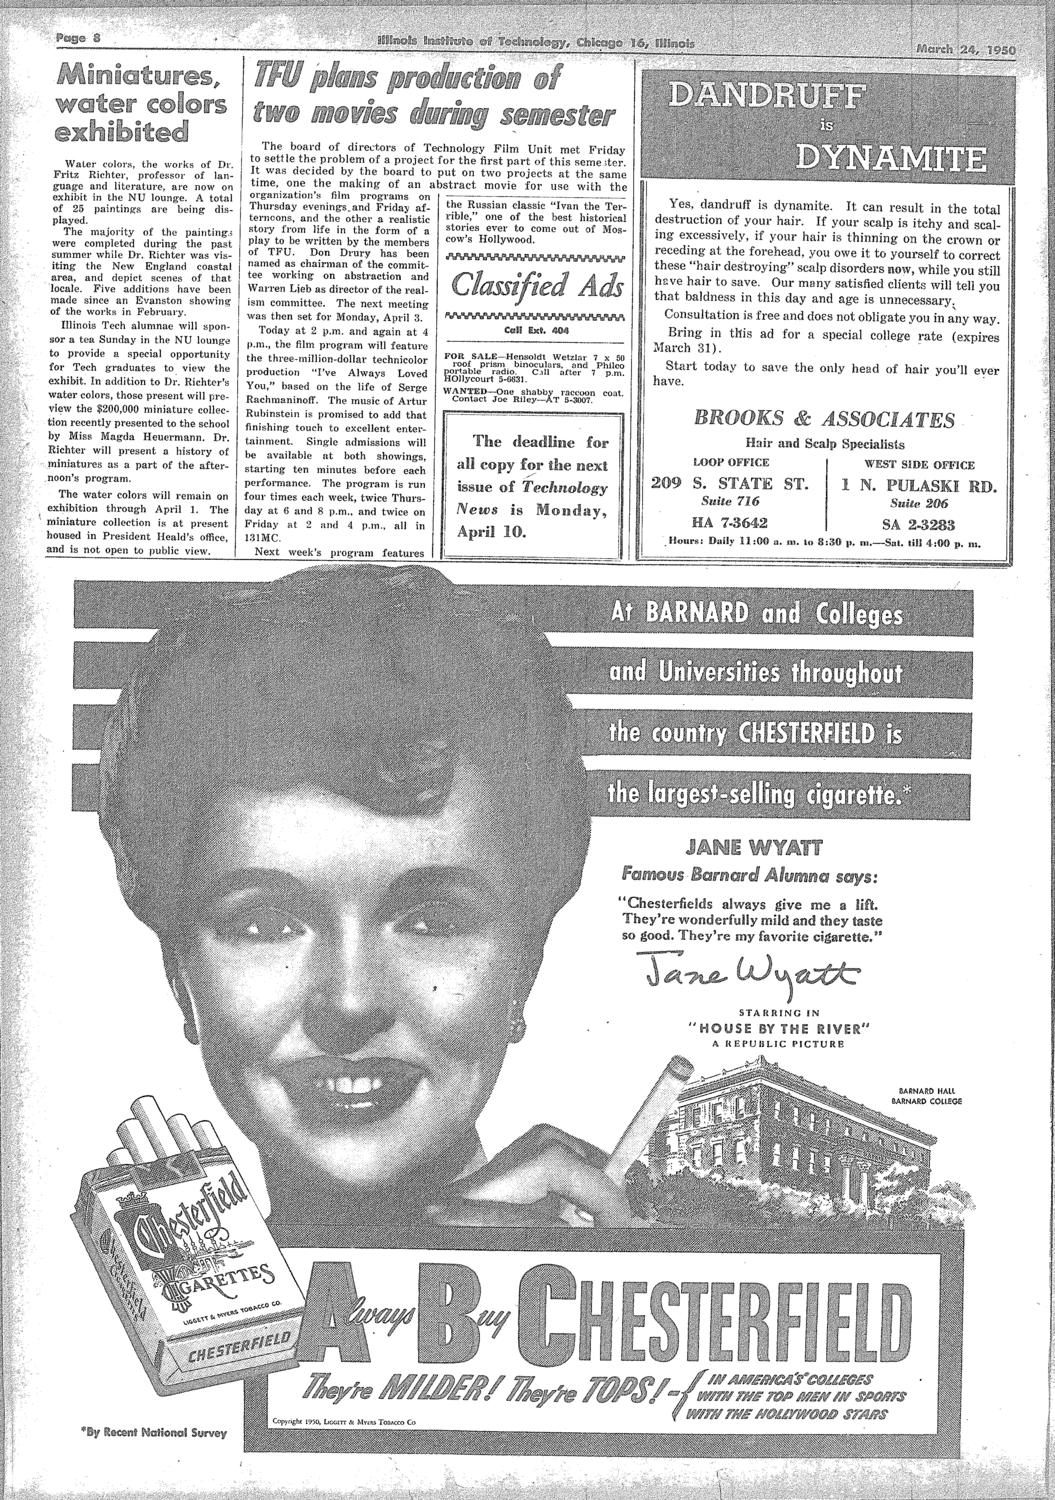 Page 8
Illinois Institute of Technology, Chicago 16, Illinois
March 24, 1950
Miniatures,
water colors
exhibited
Water colors, the works of Dr.
Fritz Richter, professor of lan-
guage and literature, are now on
exhibit in the NU lounge. A total
of 25 paintings are being dis-
played.
The majority of the paintings
were completed during the past
summer while Dr. Richter was vis-
iting the New England coastal
area, and depict scenes of that
locale. Five additions have been
made since an Evanston showing
of the works in February.
Illinois Tech alumnae will spon-
sor a tea Sunday in the NU lounge
to provide a special opportunity
for Tech graduates to view the
exhibit. In addition to Dr. Richter's
water colors, those present will pre-
view the $200,000 miniature collec-
tion recently presented to the school
by Miss Magda Heuermann. Dr.
Richter will present a history of
miniatures as a part of the after-
noon's program.
The water colors will remain on
exhibition through April 1. The
miniature collection is at present
housed in President Heald's office,
and is not open to public view.
TFU plans production of
two movies during semester
The board of directors of Technology Film Unit met Friday
to settle the problem of a project for the first part of this semester.
It was decided by the board to put on two projects at the same
time, one the making of an abstract movie for use with the
organization's film programs on
Thursday evenings and Friday af-
ternoons, and the other a realistic
story from life in the form of a
play to be written by the members
of TFU. Don Drury has been
named as chairman of the commit-
tee working on abstraction and
Warren Lieb as director of the real-
ism committee. The next meeting
was then set for Monday, April 3.
Today at 2 p.m. and again at 4
p.m., the film program will feature
the three-million-dollar technicolor
production "I've Always Loved
You," based on the life of Serge
Rachmaninoff. The music of Artur
Rubinstein is promised to add that
finishing touch to excellent enter-
tainment. Single admissions will
be available at both showings,
starting ten minutes before each
performance. The program is run
four times each week, twice Thurs-
day at 6 and 8 p.m., and twice on
Friday at 2 and 4 p.m., all in
131MC.
Next week's program features
the Russian classic "Ivan the Ter-
rible," one of the best historical
stories ever to come out of Mos-
cow's Hollywood.
Classified Ads
Call Ext. 404
FOR SALE—Hensoldt Wetzlar 7 x 50
roof prism binoculars, and Philco
portable radio. Call after 7 p.m.
HOllycourt 5-6631.
WANTED—One shabby raccoon coat.
Contact Joe Riley—AT 5-3007.
The deadline for
all copy for the next
issue of Technology
News is Monday,
April 10.
DANDRUFF
is
DYNAMITE
Yes, dandruff is dynamite. It can result in the total
destruction of your hair. If your scalp is itchy and scal-
ing excessively, if your hair is thinning on the crown or
receding at the forehead, you owe it to yourself to correct
these "hair destroying" scalp disorders now, while you still
have hair to save. Our many satisfied clients will tell you
that baldness in this day and age is unnecessary.
Consultation is free and does not obligate you in any way.
Bring in this ad for a special college rate (expires
March 31).
Start today to save the only head of hair you'll ever
have.
BROOKS & ASSOCIATES
Hair and Scalp Specialists
LOOP OFFICE
209 S. STATE ST.
Suite 716
HA 7-3642
WEST SIDE OFFICE
1 N. PULASKI RD.
Suite 206
SA 2-3283
Hours: Daily 11:00 a. m. to 8:30 p. m.—Sat. till 4:00 p. m.
At BARNARD and Colleges
and Universities throughout
the country CHESTERFIELD is
the largest-selling cigarette.*
JANE WYATT
Famous Barnard Alumna says:
"Chesterfields always give me a lift.
They're wonderfully mild and they taste
so good. They're my favorite cigarette."
Jane Wyatt
STARRING IN
"HOUSE BY THE RIVER"
A REPUBLIC PICTURE
BARNARD HALL
BARNARD COLLEGE
Chesterfield
CIGARETTES
LIGGETT & MYERS TOBACCO CO.
CHESTERFIELD
Chesterfield
Always Buy CHESTERFIELD
They're MILDER! They're TOPS!—
IN AMERICA'S COLLEGES
WITH THE TOP MEN IN SPORTS
WITH THE HOLLYWOOD STARS
Copyright 1950, LIGGETT & MYERS TOBACCO CO
*By Recent National Survey